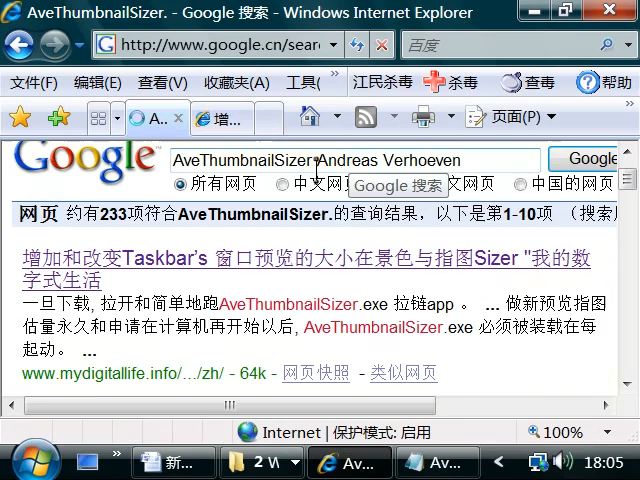 AveThumbnailSizer. - Google 搜索 - Windows Internet Explorer
http://www.google.cn/sear
百度
文件(F) 编辑(E) 查看(V) 收藏夹(A) 工具( » 江民杀毒 杀毒 查毒 帮助
A... 增... 页面(P) »
Google AveThumbnailSizer Andreas Verhoeven Google
所有网页 中文网 文网页 中国的网页
Google 搜索
网页 约有233项符合AveThumbnailSizer.的查询结果，以下是第1-10项 （搜索
增加和改变Taskbar's 窗口预览的大小在景色与指图Sizer "我的数
字式生活
一旦下载, 拉开和简单地跑AveThumbnailSizer.exe 拉链app 。 ... 做新预览指图
估量永久和申请在计算机再开始以后, AveThumbnailSizer.exe 必须被装载在每
起动。 ...
www.mydigitallife.info/.../zh/ - 64k - 网页快照 - 类似网页
Internet | 保护模式: 启用 100%
» 新... 2 W Av... Av... 18:05